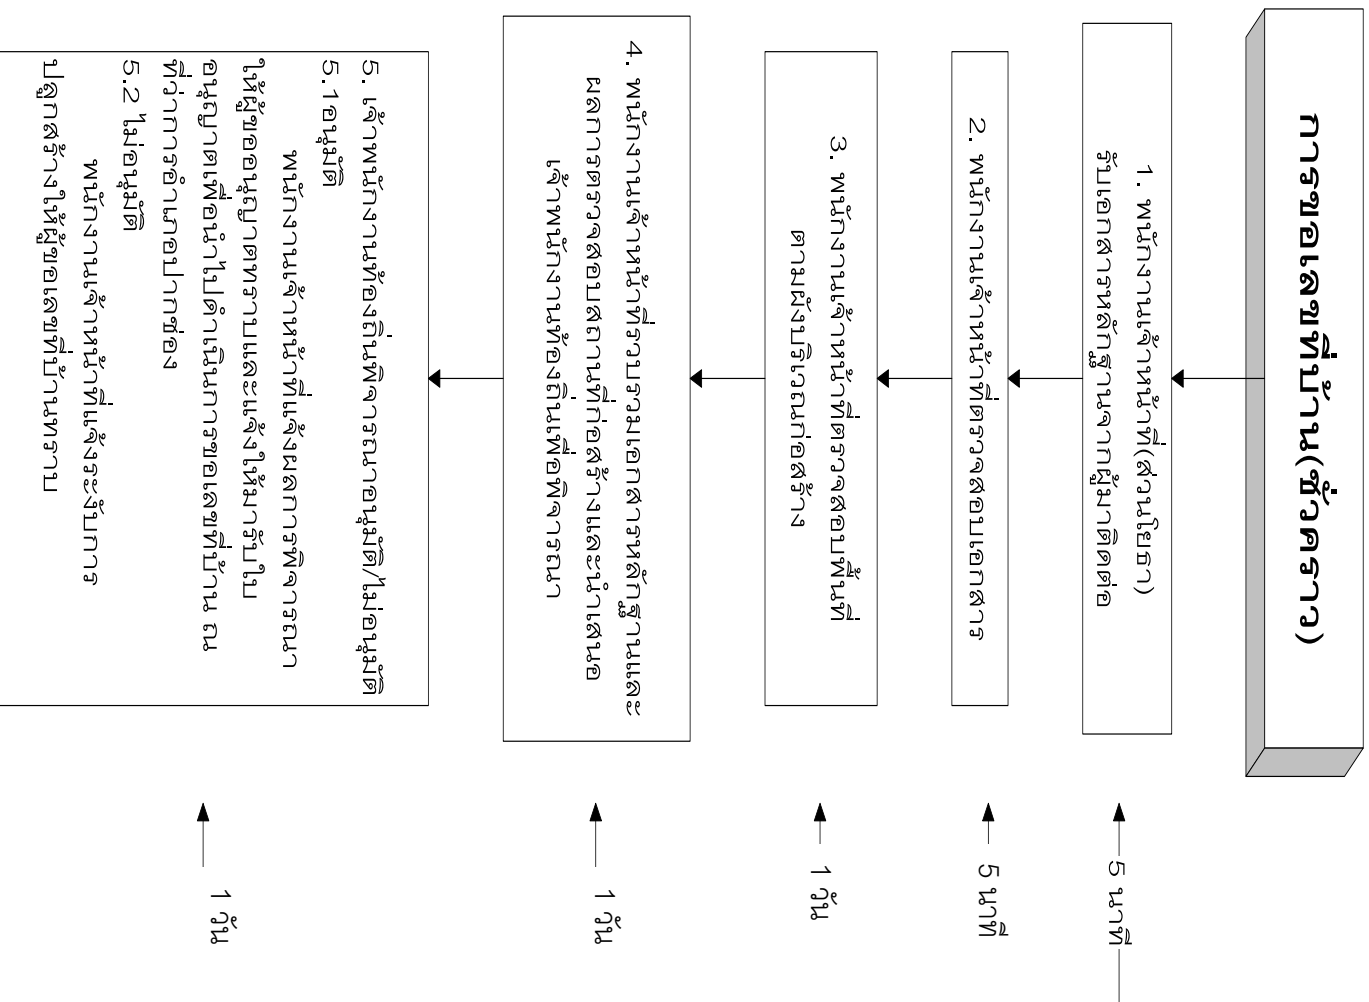 การขอเลขที่บ้าน(ชั่วคราว)
1. พนักงานเจ้าหน้าที่(ส่วนโยธา)
รับเอกสารหลักฐานจากผู้มาติดต่อ
5 นาที
2. พนักงานเจ้าหน้าที่ตรวจสอบเอกสาร
5 นาที
3. พนักงานเจ้าหน้าที่ตรวจสอบพื้นที่
ตามผังบริเวณก่อสร้าง
1 วัน
4. พนักงานเจ้าหน้าที่รวบรวมเอกสารหลักฐานและ
ผลการตรวจสอบสถานที่ก่อสร้างและนำเสนอ
เจ้าพนักงานท้องถิ่นเพื่อพิจารณา
1 วัน
5. เจ้าพนักงานท้องถิ่นพิจารณาอนุมัติ/ไม่อนุมัติ
5.1อนุมัติ
พนักงานเจ้าหน้าที่แจ้งผลการพิจารณา
ให้ผู้ขออนุญาตทราบและแจ้งให้มารับใบ
อนุญาตเพื่อนำไปดำเนินการขอเลขที่บ้าน ณ
ที่ว่าการอำเภอปากช่อง
5.2 ไม่อนุมัติ
พนักงานเจ้าหน้าที่แจ้งระงับการ
ปลูกสร้างให้ผู้ขอเลขที่บ้านทราบ
1 วัน